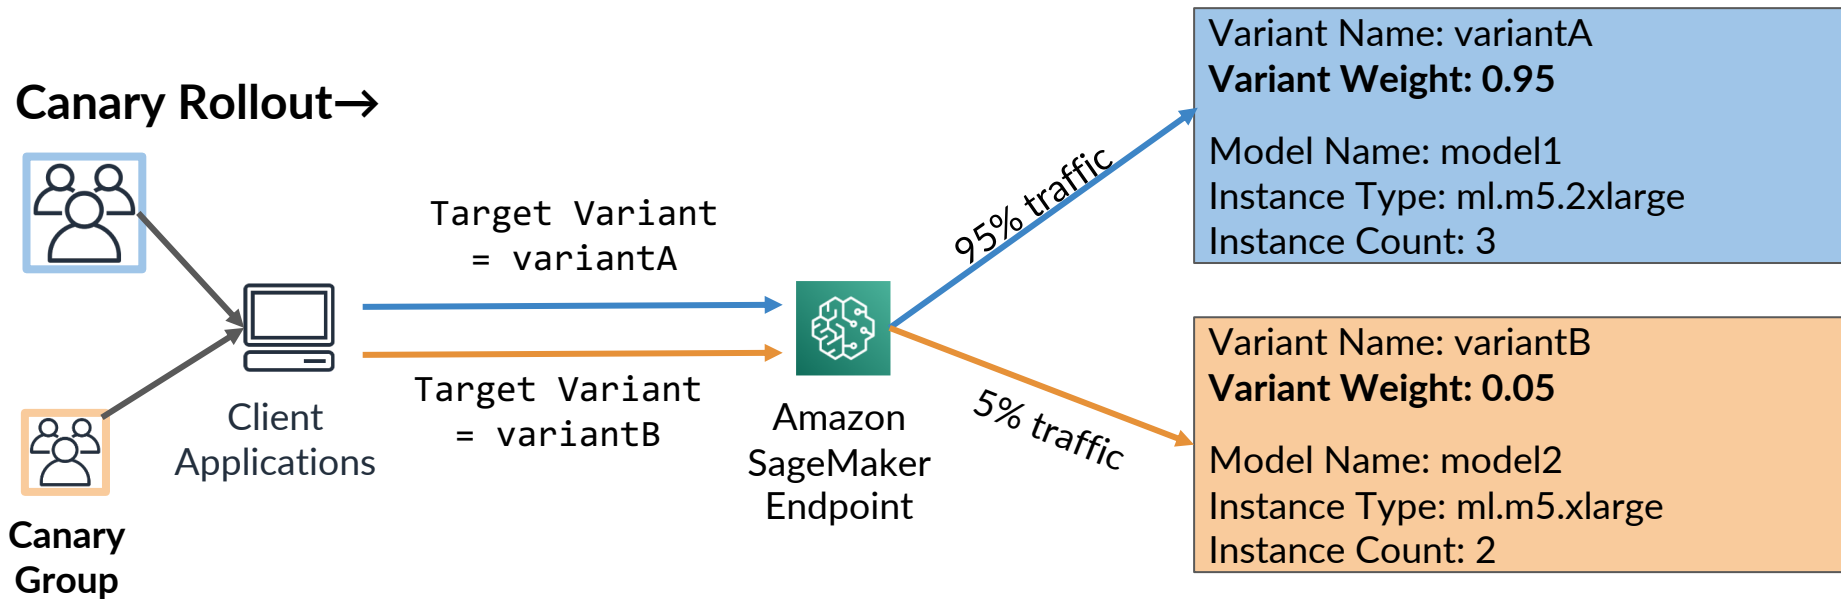 Canary Rollout→
Target Variant
= variantA
Target Variant
= variantB
Client
Applications
Canary
Group
Amazon
SageMaker
Endpoint
95% traffic
5% traffic
Variant Name: variantA
Variant Weight: 0.95
Model Name: model1
Instance Type: ml.m5.2xlarge
Instance Count: 3
Variant Name: variantB
Variant Weight: 0.05
Model Name: model2
Instance Type: ml.m5.xlarge
Instance Count: 2